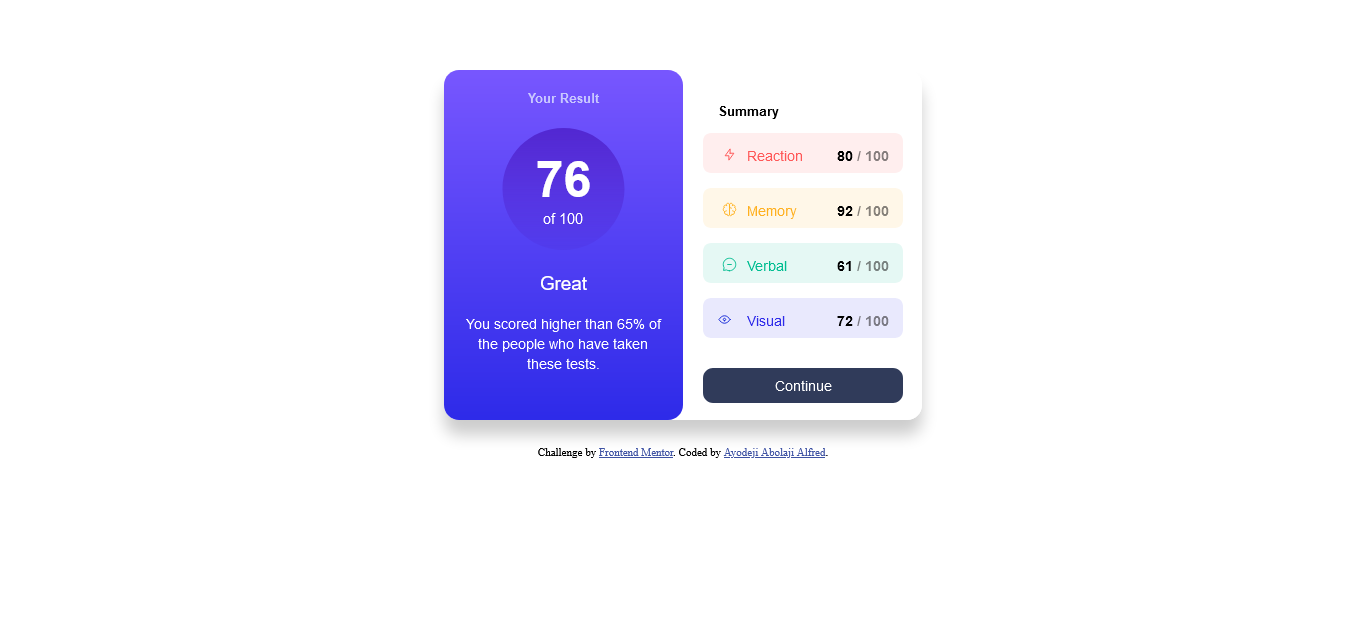 Your Result
76
of 100
Great
You scored higher than 65% of
the people who have taken
these tests.
Summary
Reaction 80 / 100
Memory 92 / 100
Verbal 61 / 100
Visual 72 / 100
Continue
Challenge by Frontend Mentor. Coded by Ayodeji Abolaji Alfred.